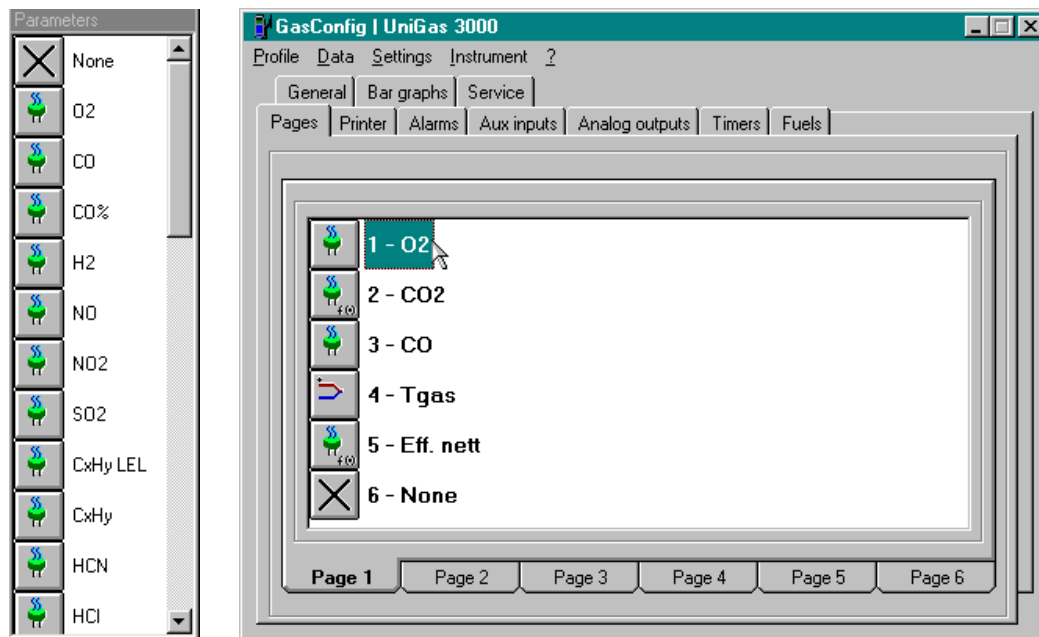 Parameters
None
O2
CO
CO%
H2
NO
NO2
SO2
CxHy LEL
CxHy
HCN
HCl
GasConfig | UniGas 3000
Profile Data Settings Instrument ?
General Bar graphs Service
Pages Printer Alarms Aux inputs Analog outputs Timers Fuels
1 - O2
f(•)
2 - CO2
3 - CO
4 - Tgas
f(•)
5 - Eff. nett
6 - None
Page 1 Page 2 Page 3 Page 4 Page 5 Page 6